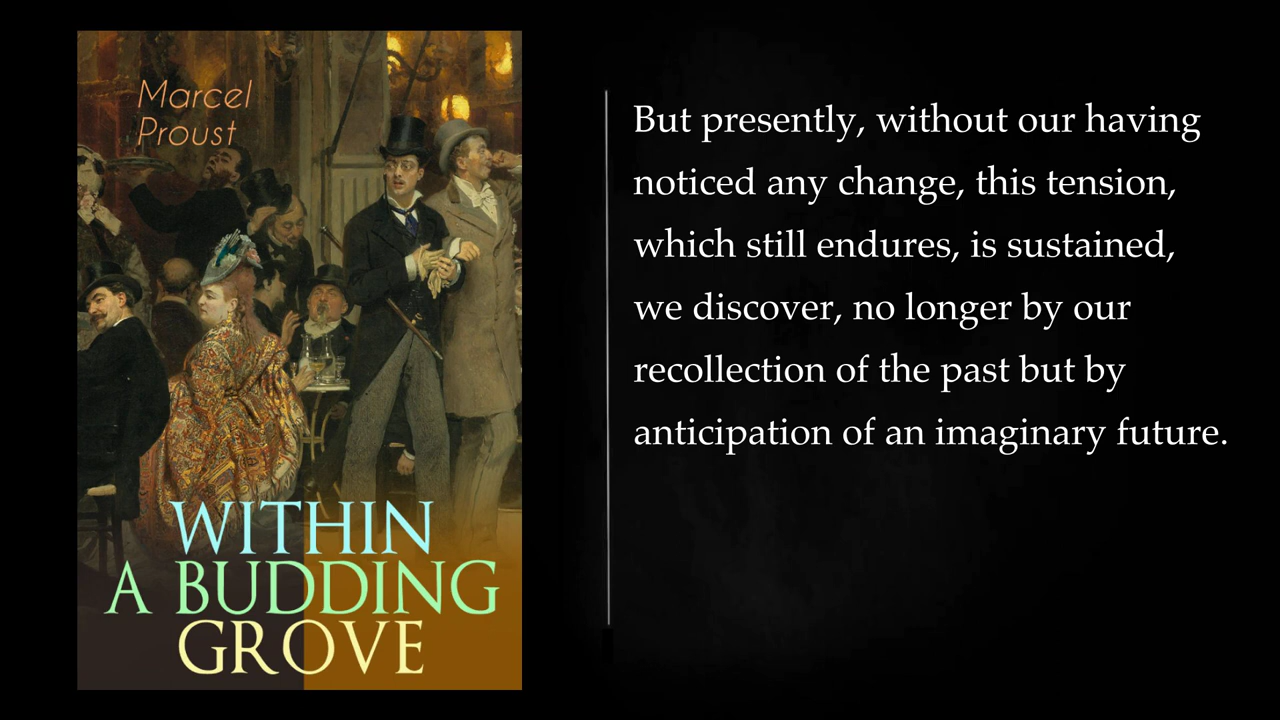 Marcel
Proust
WITHIN
A BUDDING
GROVE
But presently, without our having
noticed any change, this tension,
which still endures, is sustained,
we discover, no longer by our
recollection of the past but by
anticipation of an imaginary future.